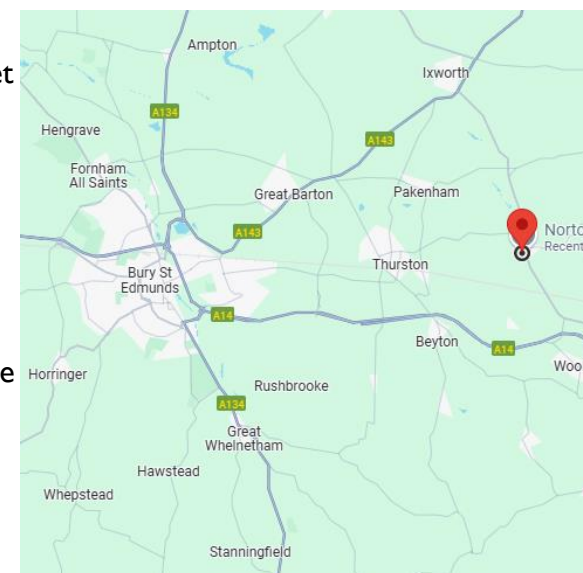 Ampton
et
Ixworth
A134
Hengrave
A143
Fornham
All Saints
Great Barton
Pakenham
Norto
Recent
A143
Thurston
Bury St
Edmunds
A14
Beyton
A14
Woo
e
Horringer
Rushbrooke
A134
Great
Whelnetham
Hawstead
Whepstead
Stanningfield